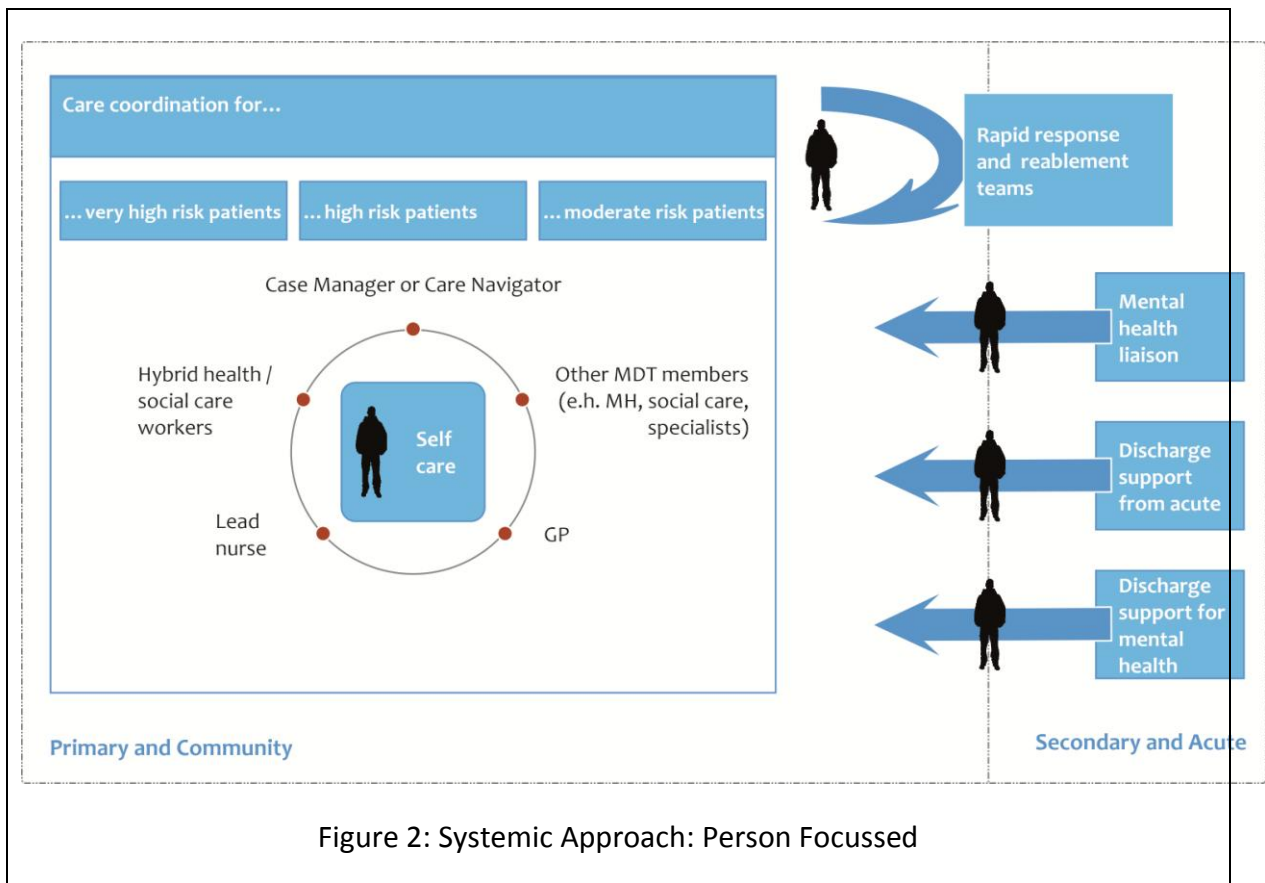 Care coordination for...
...very high risk patients
...high risk patients
...moderate risk patients
Case Manager or Care Navigator
Hybrid health /
social care
workers
Other MDT members
(e.h. MH, social care,
specialists)
Self
care
Lead
nurse
GP
Rapid response
and reablement
teams
Mental
health
liaison
Discharge
support
from acute
Discharge
support for
mental
health
Primary and Community
Secondary and Acute
Figure 2: Systemic Approach: Person Focussed